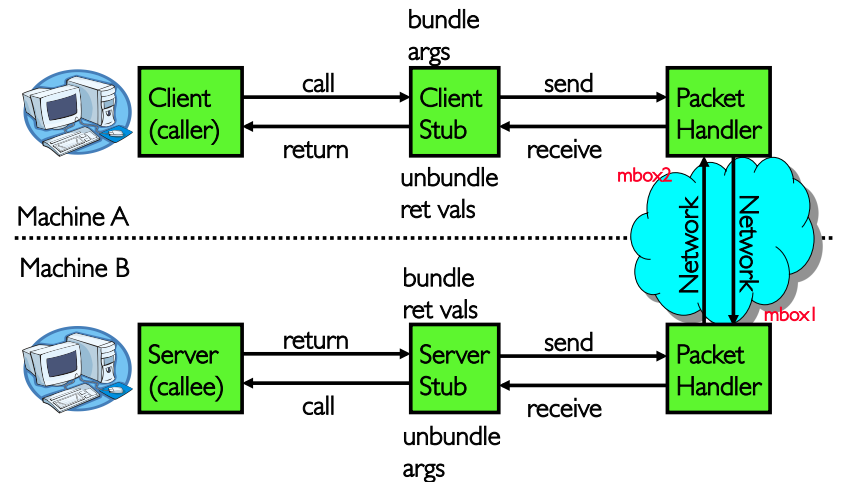 bundle
args
call
send
Client
(caller)
Client
Stub
Packet
Handler
return
receive
unbundle
ret vals
mbox2
Machine A
Network
Network
Machine B
bundle
ret vals
mbox1
return
send
Server
(callee)
Server
Stub
Packet
Handler
call
receive
unbundle
args